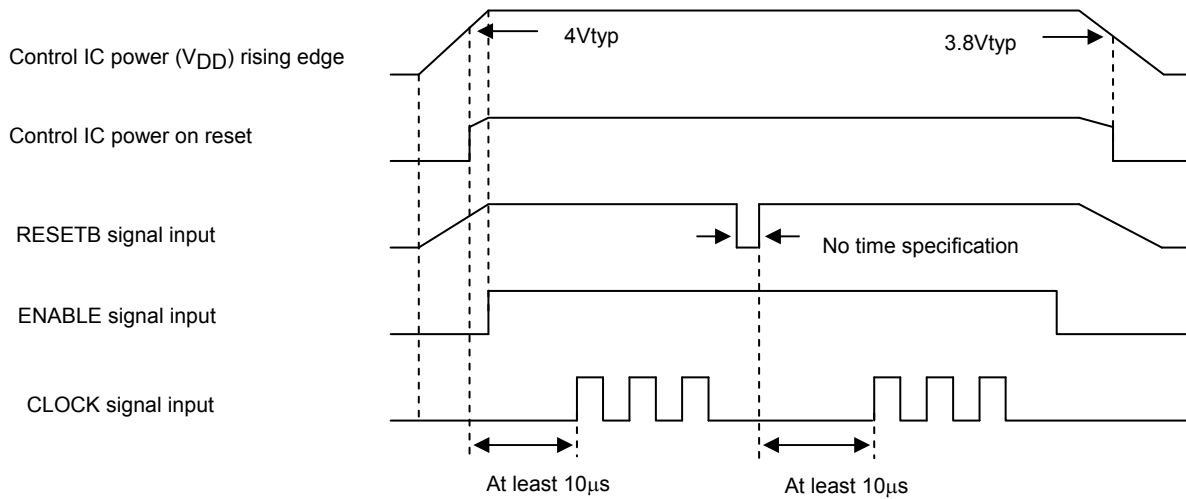 4Vtyp
3.8Vtyp
Control IC power (VDD) rising edge
Control IC power on reset
RESETB signal input
No time specification
ENABLE signal input
CLOCK signal input
At least 10μs
At least 10μs